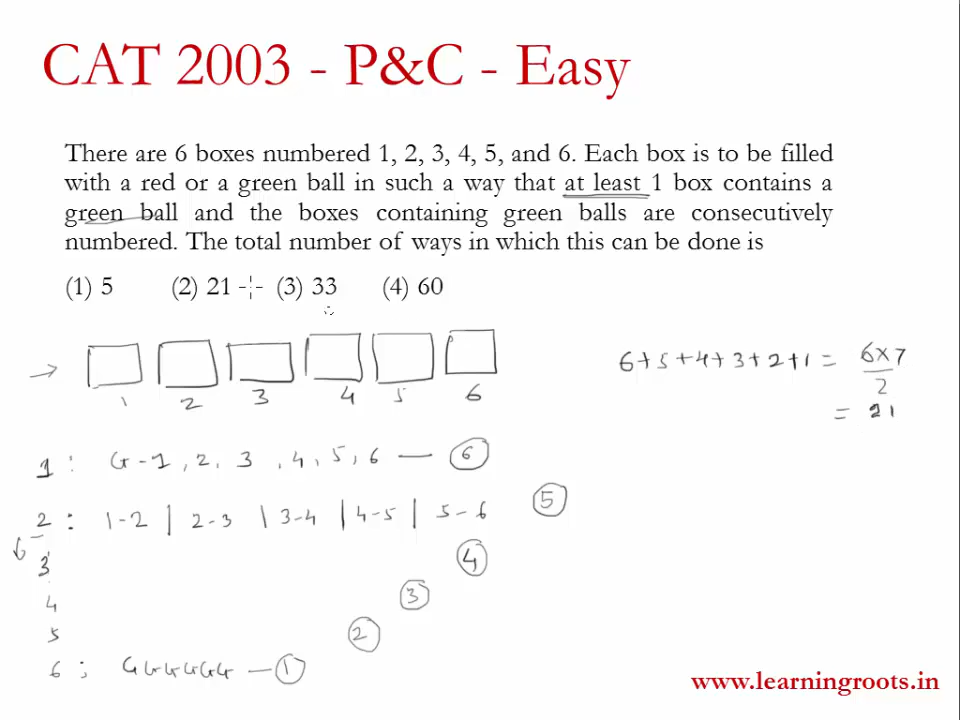 CAT 2003 - P&C - Easy
There are 6 boxes numbered 1, 2, 3, 4, 5, and 6. Each box is to be filled
with a red or a green ball in such a way that at least 1 box contains a
green ball and the boxes containing green balls are consecutively
numbered. The total number of ways in which this can be done is
(1) 5 (2) 21 (3) 33 (4) 60
1 2 3 4 5 6
6+5+4+3+2+1 = 6×7
2
= 21
1 : G-1, 2, 3, 4, 5, 6 — 6
2 : 1-2 | 2-3 | 3-4 | 4-5 | 5-6 5
6
3 4
4 3
5 2
6 : GGGGGG — 1
www.learningroots.in